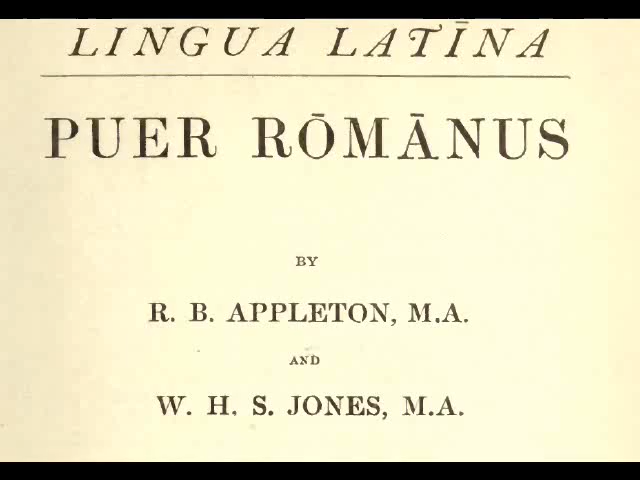 LINGUA LATĪNA
PUER RŌMĀNUS
BY
R. B. APPLETON, M.A.
AND
W. H. S. JONES, M.A.